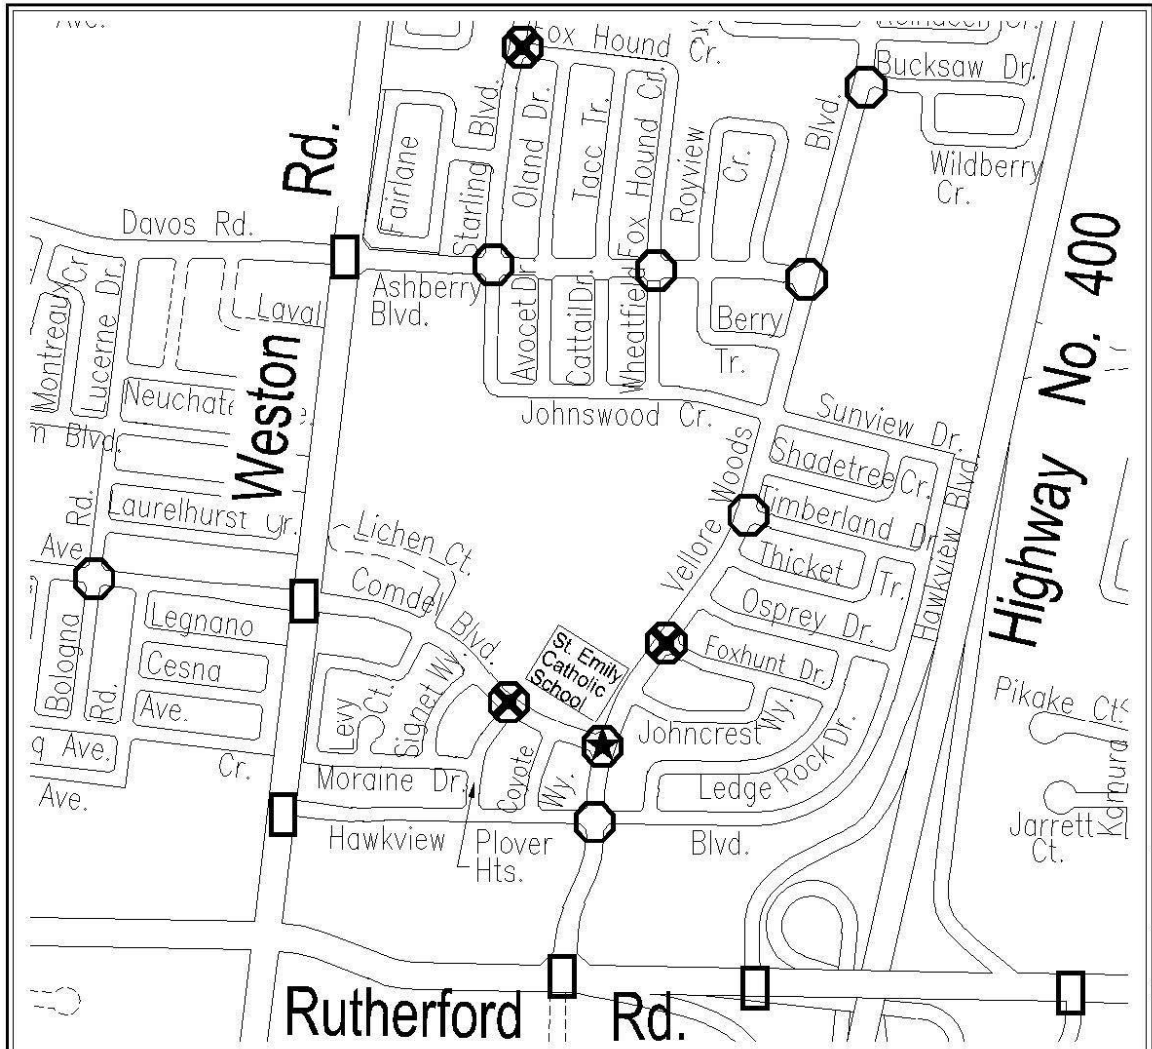 Ave.
Fox Hound
Cr.
Bucksaw Dr.
Blvd.
Wildberry
Cr.
Rd.
Fairlane
Starling Blvd.
Oland Dr.
Tacc Tr.
Fox Hound Cr.
Royview
Cr.
Davos Rd.
Ashberry
Blvd.
Laval
Montreaux Cr
Lucerne Dr.
Avocet Dr
Cattail Dr.
Wheatfield
Berry
Tr.
Highway No. 400
Neuchate
Johnswood Cr.
Sunview Dr.
m Blvd.
Weston
Shadetree Cr.
Laurelhurst Cr.
Rd.
Timberland Dr
Vellore Woods
Lichen Ct.
Thicket
Tr.
Ave
Comdel Blvd.
Hawkview Blvd
Osprey Dr.
Legnano
Cesna
Ave.
Bologna
Rd.
St. Emily
Catholic
School
Foxhunt Dr.
Pikake Ct.
Levy
Ct.
Signet Wy.
Johncrest
Wy.
q Ave.
Cr.
Moraine Dr.
Coyote
Wy.
Ledge Rock Dr.
Kamura
Ave.
Hawkview
Plover
Hts.
Blvd.
Jarrett
Ct.
Rutherford Rd.